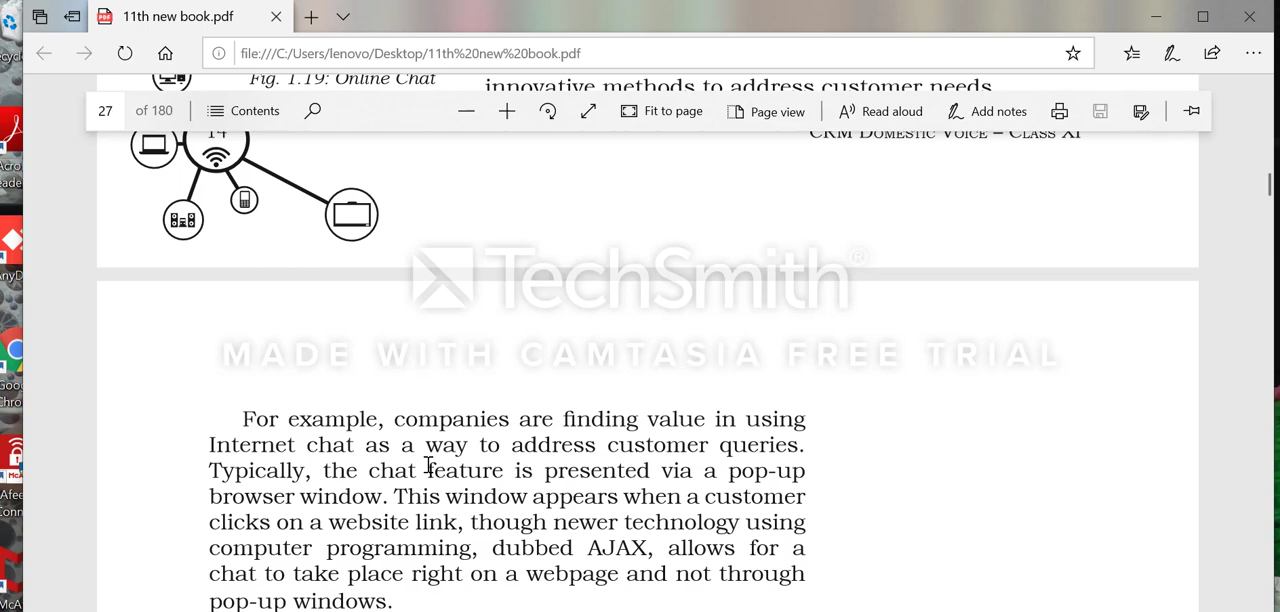 11th new book.pdf
file:///C:/Users/lenovo/Desktop/11th%20new%20book.pdf
Fig. 1.19: Online Chat
innovative methods to address customer needs.
27 of 180 Contents Fit to page Page view Read aloud Add notes
14
CRM Domestic Voice – Class XI
TechSmith®
MADE WITH CAMTASIA FREE TRIAL
For example, companies are finding value in using
Internet chat as a way to address customer queries.
Typically, the chat feature is presented via a pop-up
browser window. This window appears when a customer
clicks on a website link, though newer technology using
computer programming, dubbed AJAX, allows for a
chat to take place right on a webpage and not through
pop-up windows.